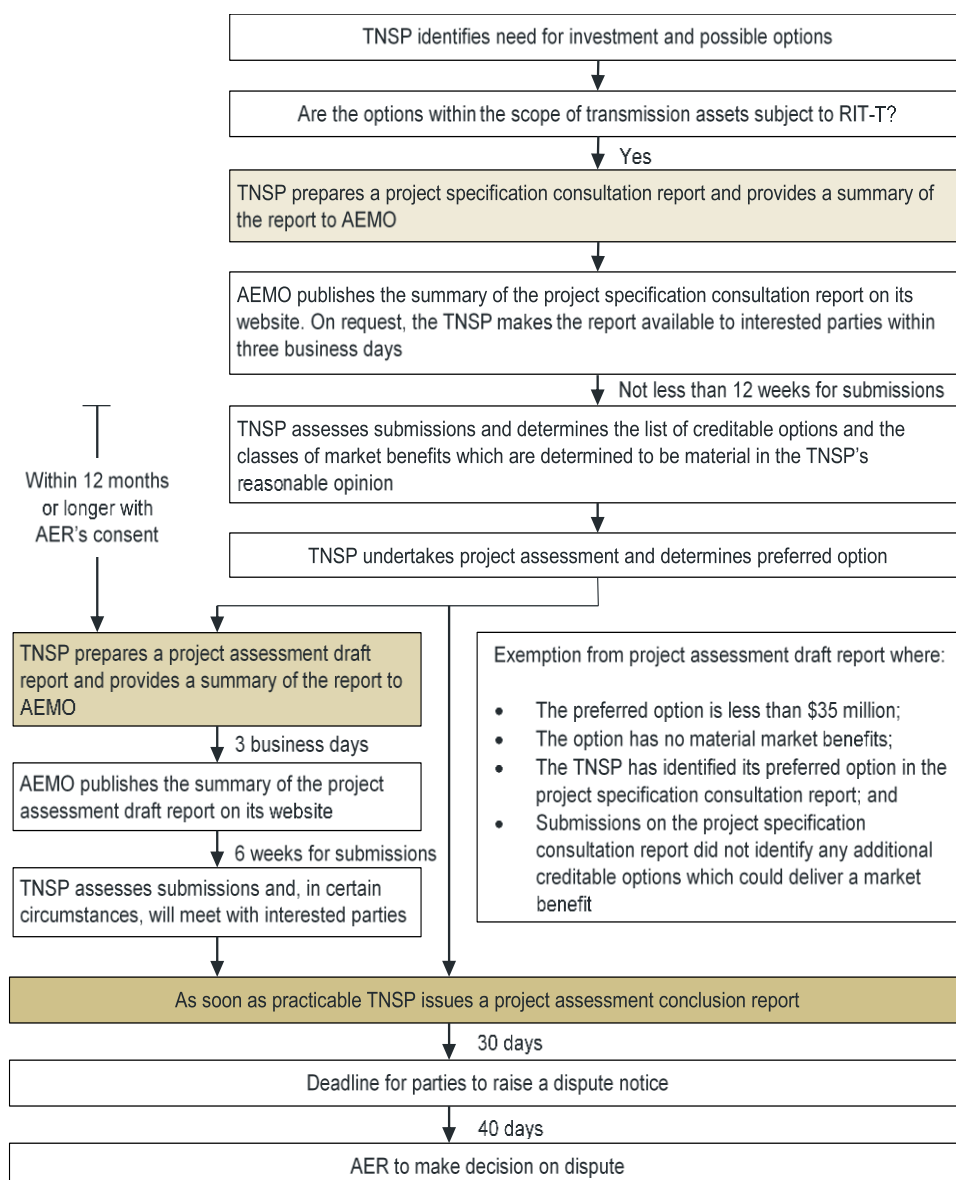 TNSP identifies need for investment and possible options
Are the options within the scope of transmission assets subject to RIT-T?
Yes
TNSP prepares a project specification consultation report and provides a summary of
the report to AEMO
AEMO publishes the summary of the project specification consultation report on its
website. On request, the TNSP makes the report available to interested parties within
three business days
Not less than 12 weeks for submissions
TNSP assesses submissions and determines the list of creditable options and the
classes of market benefits which are determined to be material in the TNSP's
reasonable opinion
Within 12 months
or longer with
AER's consent
TNSP undertakes project assessment and determines preferred option
TNSP prepares a project assessment draft
report and provides a summary of the report to
AEMO
3 business days
AEMO publishes the summary of the project
assessment draft report on its website
6 weeks for submissions
TNSP assesses submissions and, in certain
circumstances, will meet with interested parties
Exemption from project assessment draft report where:
• The preferred option is less than $35 million;
• The option has no material market benefits;
• The TNSP has identified its preferred option in the
project specification consultation report; and
• Submissions on the project specification
consultation report did not identify any additional
creditable options which could deliver a market
benefit
As soon as practicable TNSP issues a project assessment conclusion report
30 days
Deadline for parties to raise a dispute notice
40 days
AER to make decision on dispute